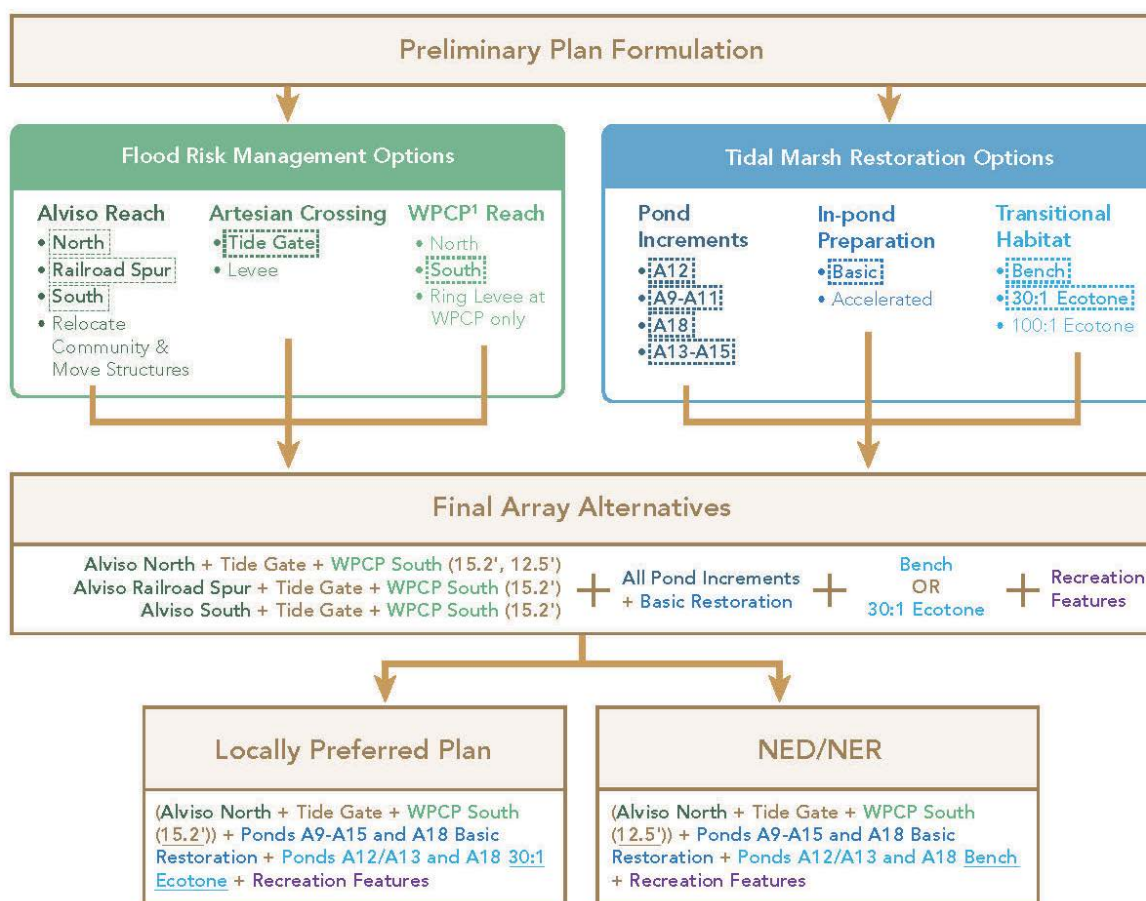 Preliminary Plan Formulation
Flood Risk Management Options
Alviso Reach
• North
• Railroad Spur
• South
• Relocate
Community &
Move Structures
Artesian Crossing
• Tide Gate
• Levee
WPCP¹ Reach
• North
• South
• Ring Levee at
WPCP only
Tidal Marsh Restoration Options
Pond
Increments
• A12
• A9-A11
• A18
• A13-A15
In-pond
Preparation
• Basic
• Accelerated
Transitional
Habitat
• Bench
• 30:1 Ecotone
• 100:1 Ecotone
Final Array Alternatives
Alviso North + Tide Gate + WPCP South (15.2', 12.5')
Alviso Railroad Spur + Tide Gate + WPCP South (15.2')
Alviso South + Tide Gate + WPCP South (15.2')
+
All Pond Increments
+ Basic Restoration
+
Bench
OR
30:1 Ecotone
+
Recreation
Features
Locally Preferred Plan
(Alviso North + Tide Gate + WPCP South
(15.2')) + Ponds A9-A15 and A18 Basic
Restoration + Ponds A12/A13 and A18 30:1
Ecotone + Recreation Features
NED/NER
(Alviso North + Tide Gate + WPCP South
(12.5')) + Ponds A9-A15 and A18 Basic
Restoration + Ponds A12/A13 and A18 Bench
+ Recreation Features